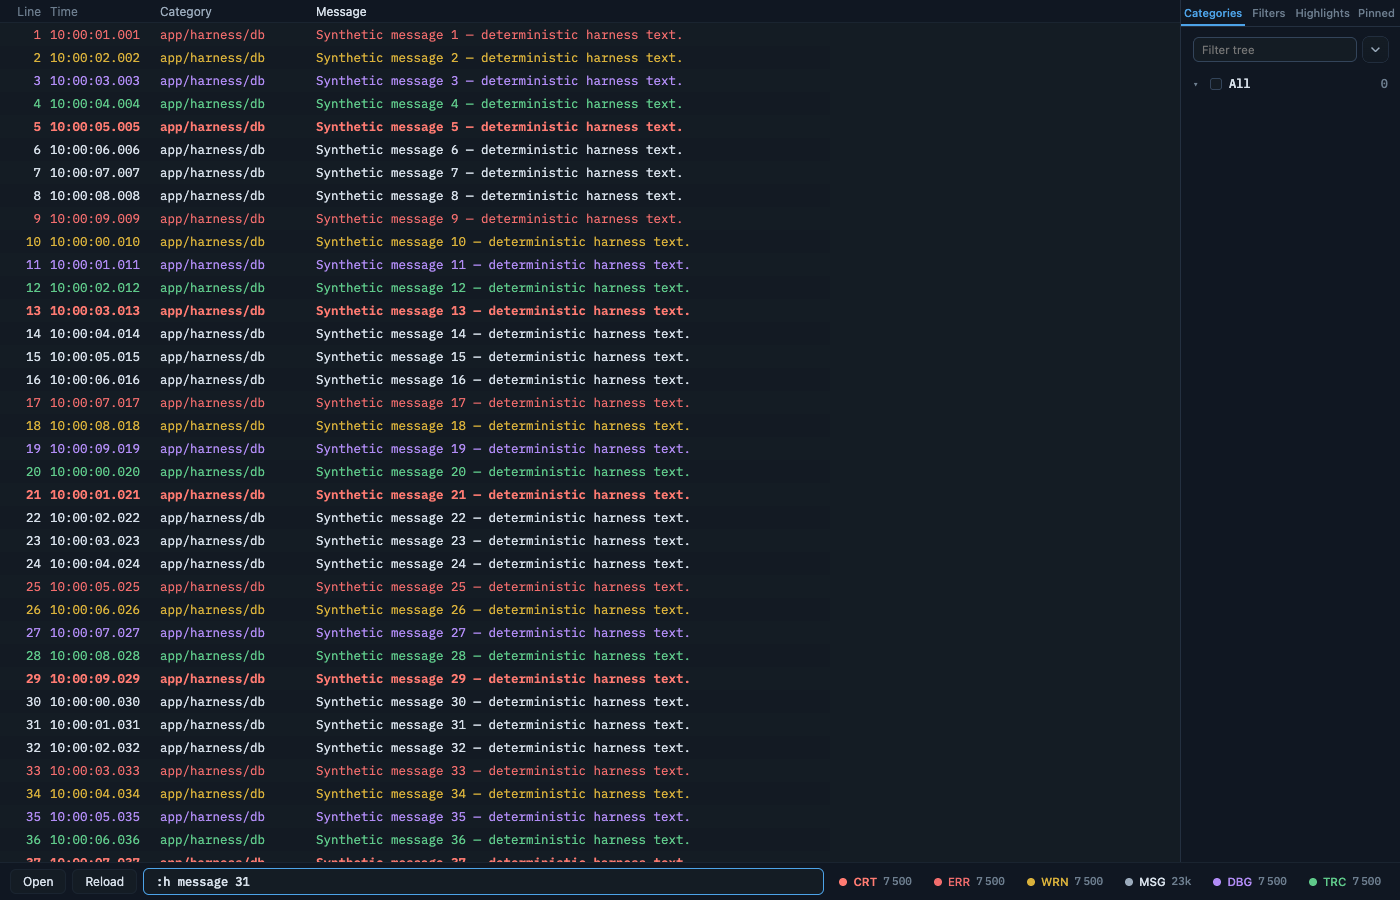 Line Time Category Message
1 10:00:01.001 app/harness/db Synthetic message 1 — deterministic harness text.
2 10:00:02.002 app/harness/db Synthetic message 2 — deterministic harness text.
3 10:00:03.003 app/harness/db Synthetic message 3 — deterministic harness text.
4 10:00:04.004 app/harness/db Synthetic message 4 — deterministic harness text.
5 10:00:05.005 app/harness/db Synthetic message 5 — deterministic harness text.
6 10:00:06.006 app/harness/db Synthetic message 6 — deterministic harness text.
7 10:00:07.007 app/harness/db Synthetic message 7 — deterministic harness text.
8 10:00:08.008 app/harness/db Synthetic message 8 — deterministic harness text.
9 10:00:09.009 app/harness/db Synthetic message 9 — deterministic harness text.
10 10:00:00.010 app/harness/db Synthetic message 10 — deterministic harness text.
11 10:00:01.011 app/harness/db Synthetic message 11 — deterministic harness text.
12 10:00:02.012 app/harness/db Synthetic message 12 — deterministic harness text.
13 10:00:03.013 app/harness/db Synthetic message 13 — deterministic harness text.
14 10:00:04.014 app/harness/db Synthetic message 14 — deterministic harness text.
15 10:00:05.015 app/harness/db Synthetic message 15 — deterministic harness text.
16 10:00:06.016 app/harness/db Synthetic message 16 — deterministic harness text.
17 10:00:07.017 app/harness/db Synthetic message 17 — deterministic harness text.
18 10:00:08.018 app/harness/db Synthetic message 18 — deterministic harness text.
19 10:00:09.019 app/harness/db Synthetic message 19 — deterministic harness text.
20 10:00:00.020 app/harness/db Synthetic message 20 — deterministic harness text.
21 10:00:01.021 app/harness/db Synthetic message 21 — deterministic harness text.
22 10:00:02.022 app/harness/db Synthetic message 22 — deterministic harness text.
23 10:00:03.023 app/harness/db Synthetic message 23 — deterministic harness text.
24 10:00:04.024 app/harness/db Synthetic message 24 — deterministic harness text.
25 10:00:05.025 app/harness/db Synthetic message 25 — deterministic harness text.
26 10:00:06.026 app/harness/db Synthetic message 26 — deterministic harness text.
27 10:00:07.027 app/harness/db Synthetic message 27 — deterministic harness text.
28 10:00:08.028 app/harness/db Synthetic message 28 — deterministic harness text.
29 10:00:09.029 app/harness/db Synthetic message 29 — deterministic harness text.
30 10:00:00.030 app/harness/db Synthetic message 30 — deterministic harness text.
31 10:00:01.031 app/harness/db Synthetic message 31 — deterministic harness text.
32 10:00:02.032 app/harness/db Synthetic message 32 — deterministic harness text.
33 10:00:03.033 app/harness/db Synthetic message 33 — deterministic harness text.
34 10:00:04.034 app/harness/db Synthetic message 34 — deterministic harness text.
35 10:00:05.035 app/harness/db Synthetic message 35 — deterministic harness text.
36 10:00:06.036 app/harness/db Synthetic message 36 — deterministic harness text.
Categories Filters Highlights Pinned
Filter tree
All 0
Open Reload :h message 31 CRT 7 500 ERR 7 500 WRN 7 500 MSG 23k DBG 7 500 TRC 7 500